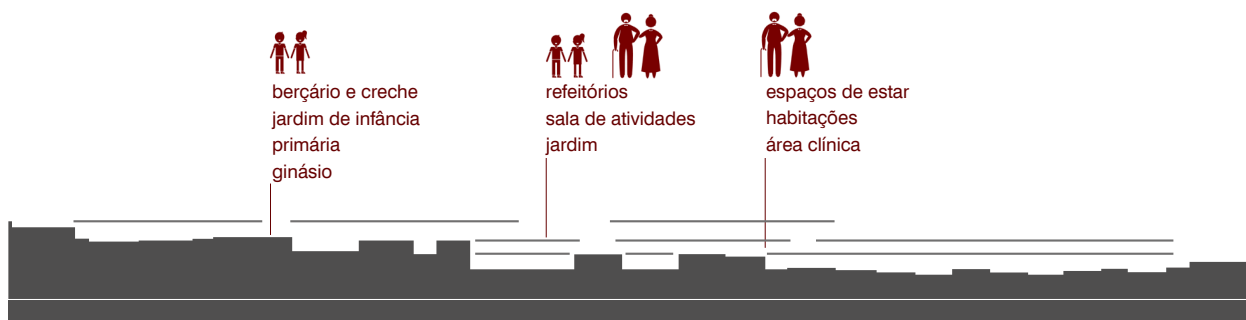 berçário e creche
jardim de infância
primária
ginásio
refeitórios
sala de atividades
jardim
espaços de estar
habitações
área clínica